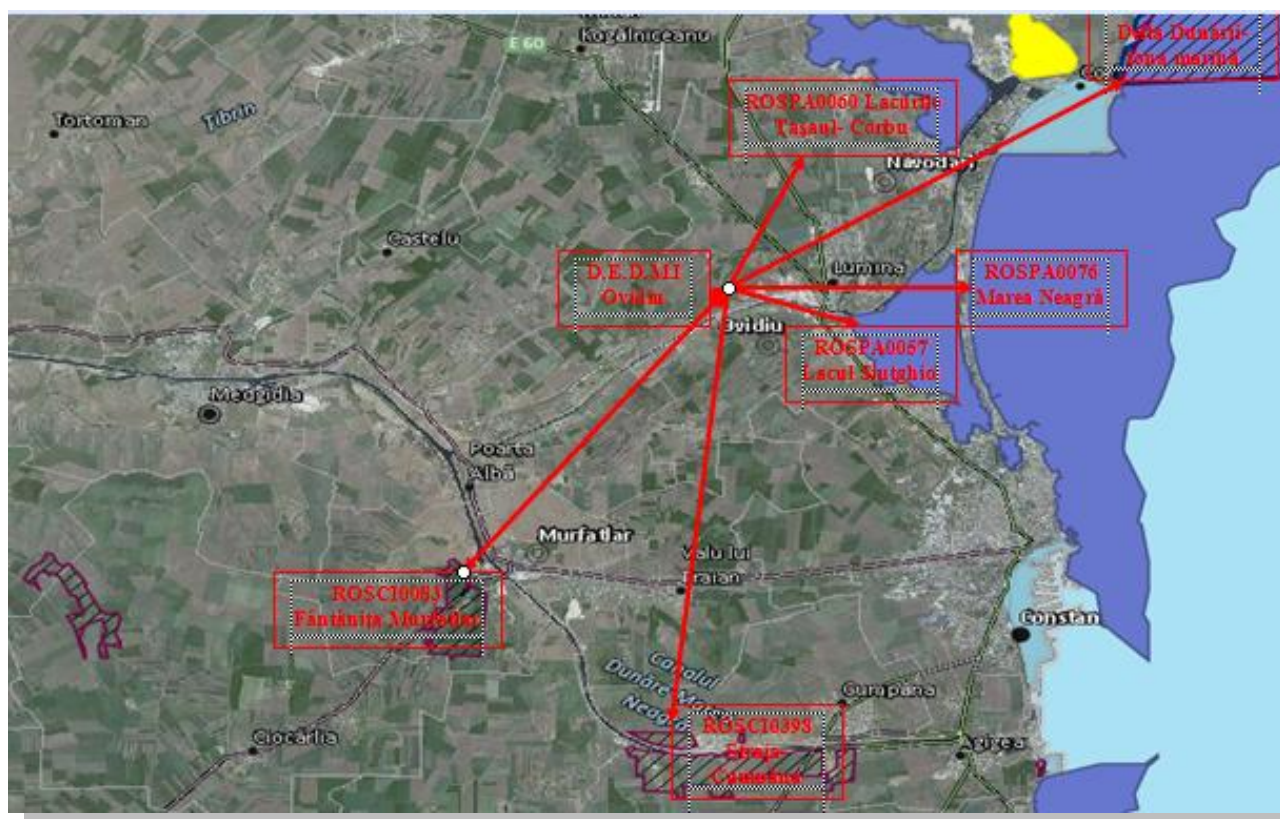 Kogălniceanu
E 60
Delta Dunării-
zona marină
ROSPA0060 Lacurile
Tașaul- Corbu
Țibrin
Tortoman
Năvodari
Castelu
Lumina
D.E.D.M.I
Ovidiu
ROSPA0076
Marea Neagră
Ovidiu
ROSPA0057
Lacul Siutghiol
Medgidia
Poarta
Albă
Murfatlar
Valu lui
Traian
ROSCI0083
Fântânița Murfatlar
Constan
Canalul
Dunăre Marea
Neagră
Cumpăna
ROSCI0398
Straja-
Cumpăna
Ciocârlia
Agigea